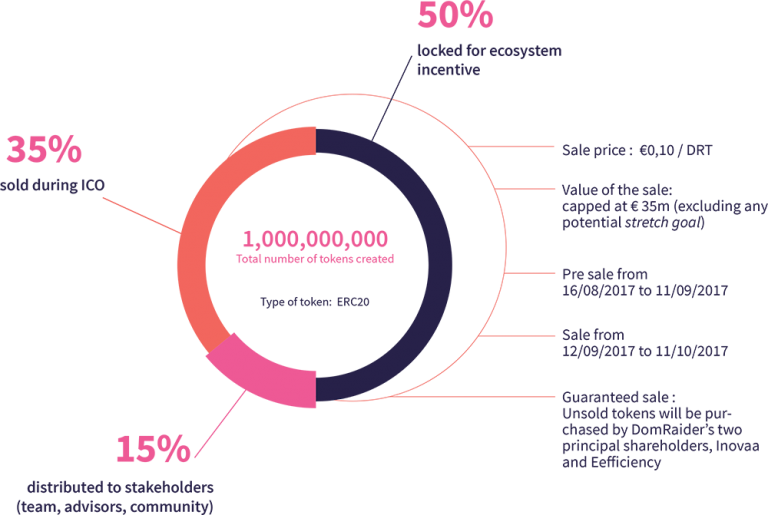 50%
locked for ecosystem
incentive
35%
sold during ICO
1,000,000,000
Total number of tokens created
Type of token: ERC20
15%
distributed to stakeholders
(team, advisors, community)
Sale price : €0,10 / DRT
Value of the sale:
capped at € 35m (excluding any
potential stretch goal)
Pre sale from
16/08/2017 to 11/09/2017
Sale from
12/09/2017 to 11/10/2017
Guaranteed sale :
Unsold tokens will be pur-
chased by DomRaider’s two
principal shareholders, Inovaa
and Eefficiency